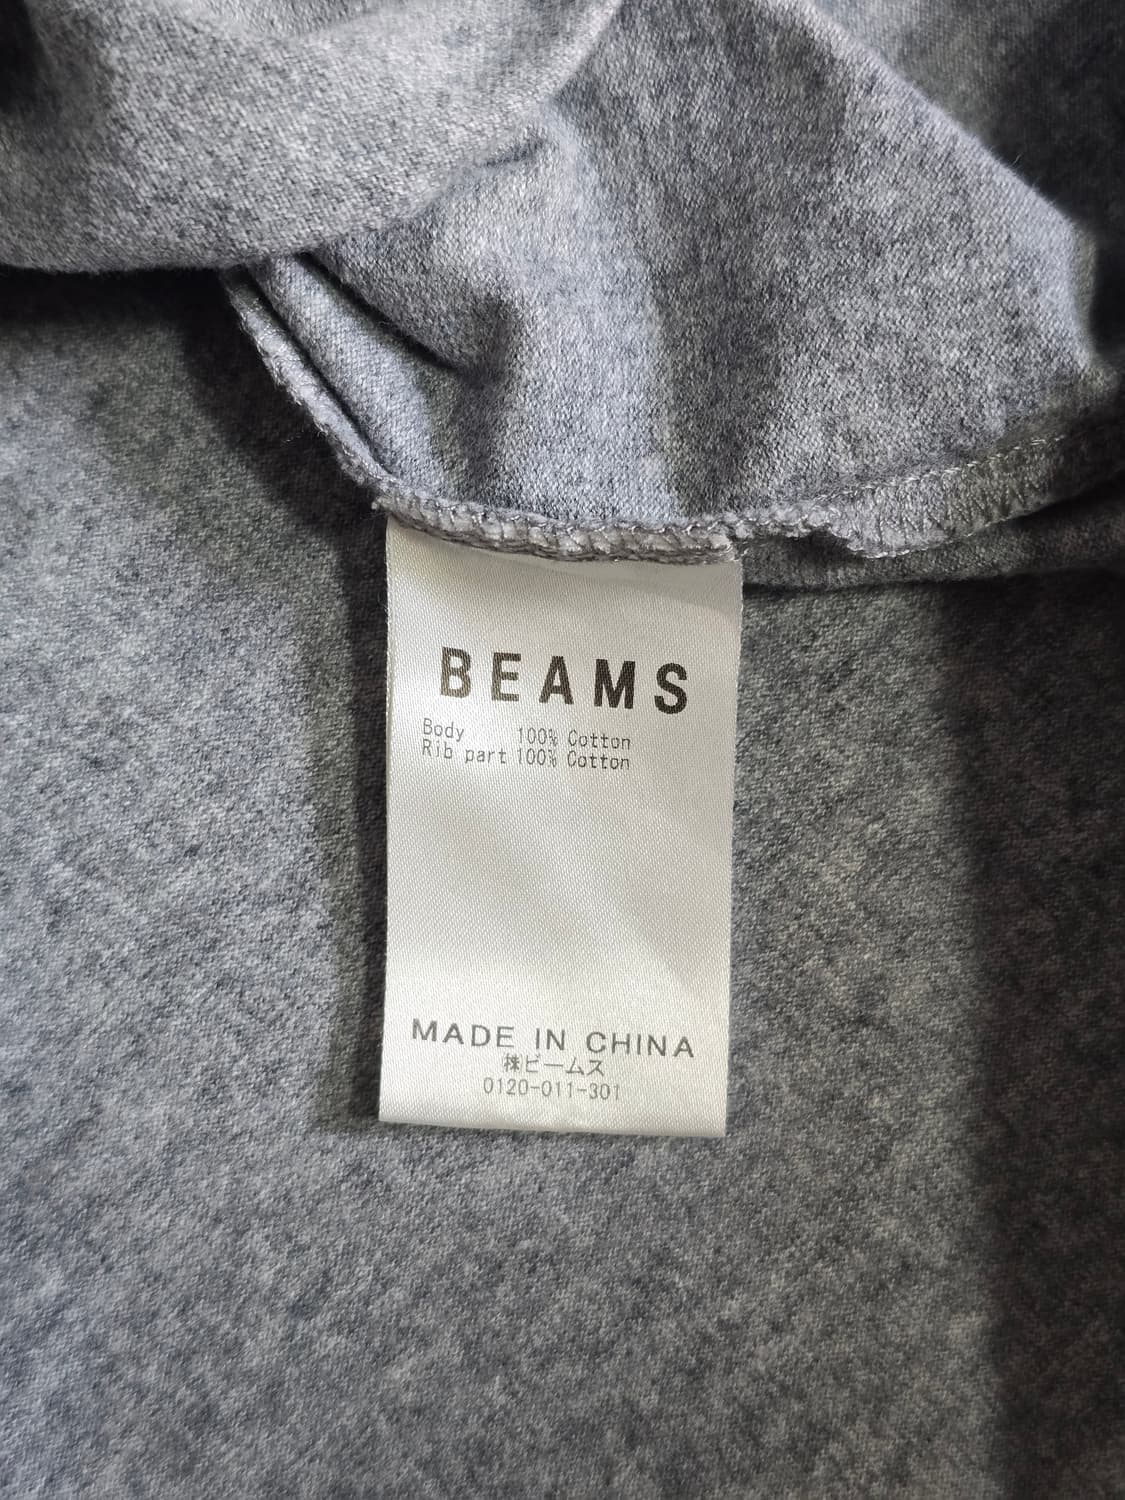 BEAMS
Body 100% Cotton
Rib part 100% Cotton
MADE IN CHINA
株ビームス
0120-011-301